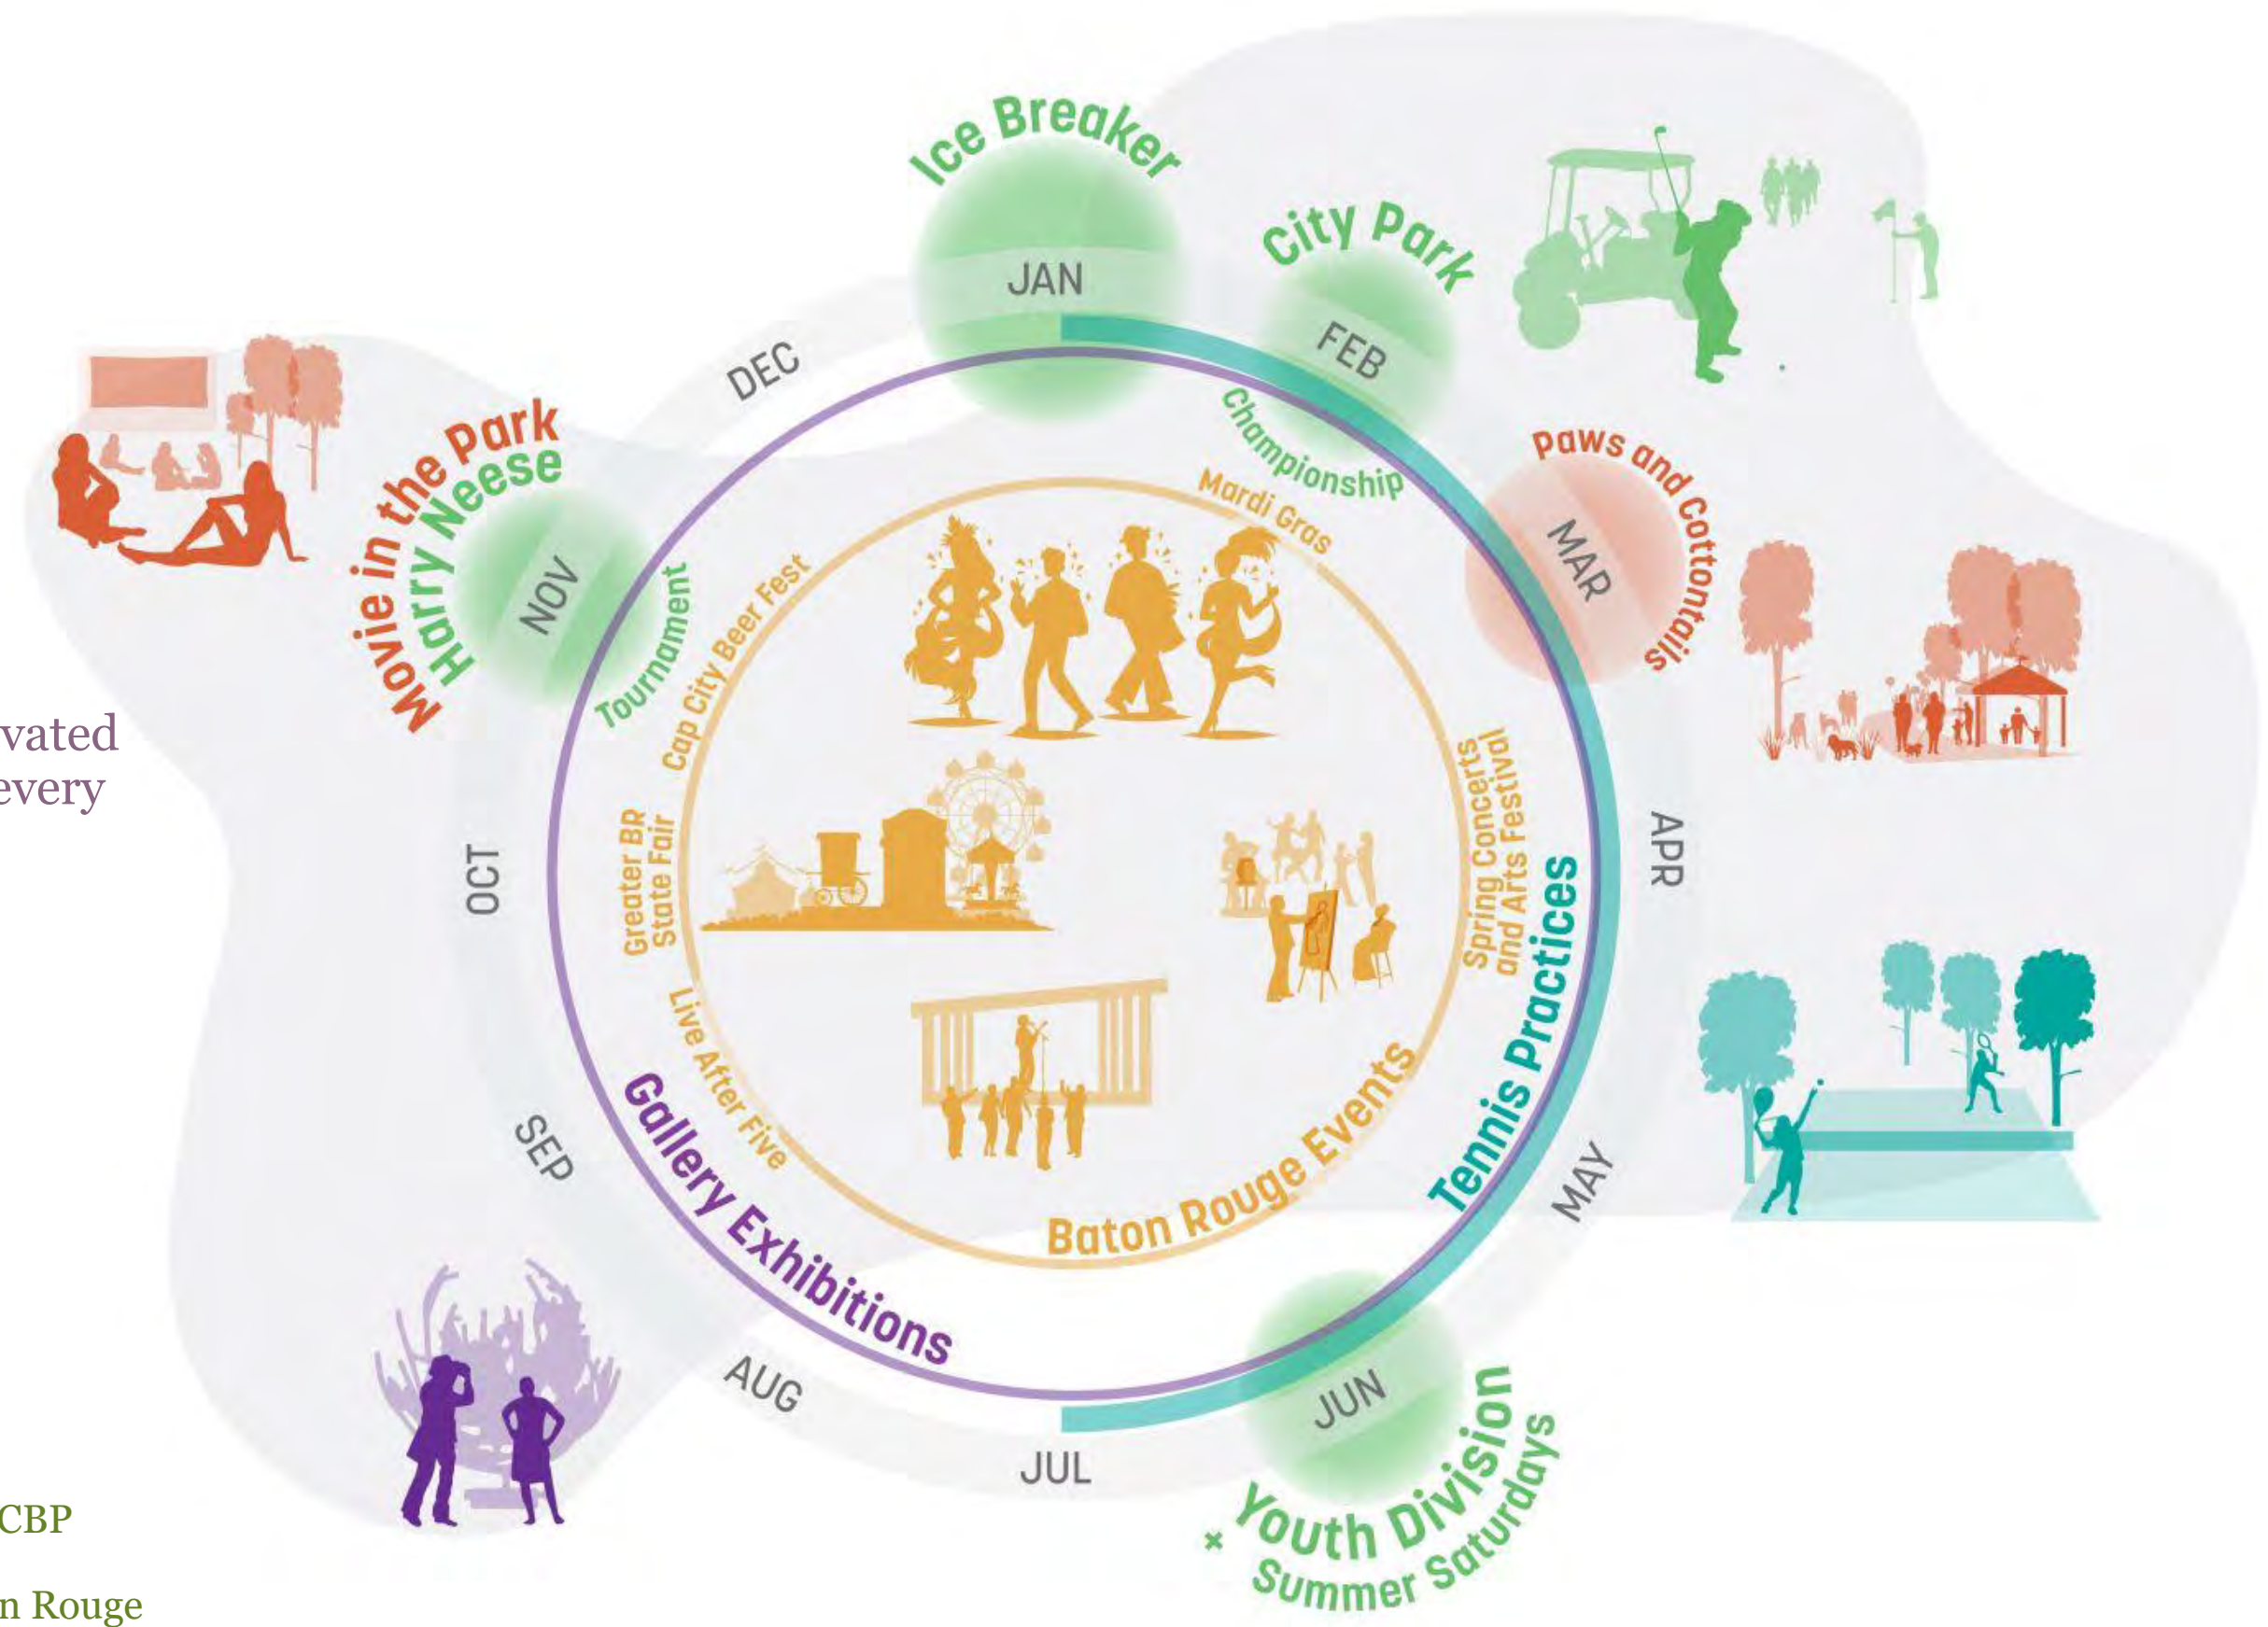 Ice Breaker
JAN
City Park
FEB
Championship
Mardi Gras
Paws and Cottontails
MAR
Spring Concerts
and Arts Festival
APR
Tennis Practices
MAY
Baton Rouge Events
JUN
+ Youth Division
Summer Saturdays
JUL
AUG
Gallery Exhibitions
SEP
Live After Five
OCT
Greater BR
State Fair
Cap City Beer Fest
Movie in the Park
Harry Neese
NOV
Tournament
DEC
vated
every
CBP
n Rouge